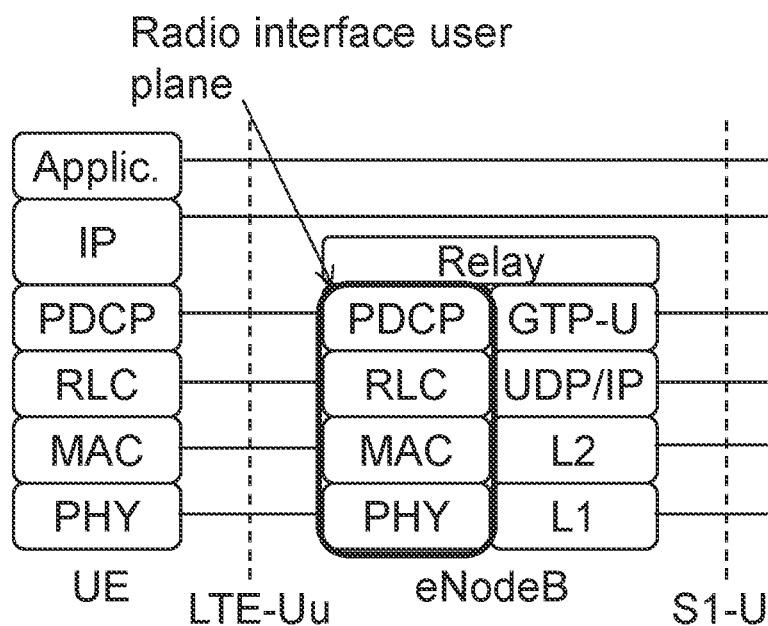 Radio interface user
plane
Applic.
IP
Relay
PDCP
PDCP
GTP-U
RLC
RLC
UDP/IP
MAC
MAC
L2
PHY
PHY
L1
UE
LTE-Uu
eNodeB
S1-U